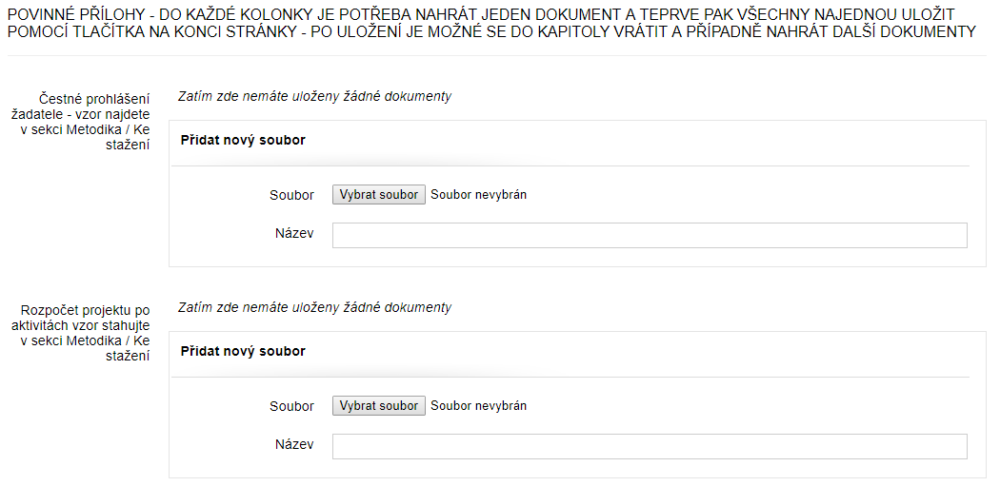 POVINNÉ PŘÍLOHY - DO KAŽDÉ KOLONKY JE POTŘEBA NAHRÁT JEDEN DOKUMENT A TEPRVE PAK VŠECHNY NAJEDNOU ULOŽIT
POMOCÍ TLAČÍTKA NA KONCI STRÁNKY - PO ULOŽENÍ JE MOŽNÉ SE DO KAPITOLY VRÁTIT A PŘÍPADNĚ NAHRÁT DALŠÍ DOKUMENTY
Čestné prohlášení
žadatele - vzor najdete
v sekci Metodika / Ke
stažení
Zatím zde nemáte uloženy žádné dokumenty
Přidat nový soubor
Soubor
Vybrat soubor Soubor nevybrán
Název
Rozpočet projektu po
aktivitách vzor stahujte
v sekci Metodika / Ke
stažení
Zatím zde nemáte uloženy žádné dokumenty
Přidat nový soubor
Soubor
Vybrat soubor Soubor nevybrán
Název